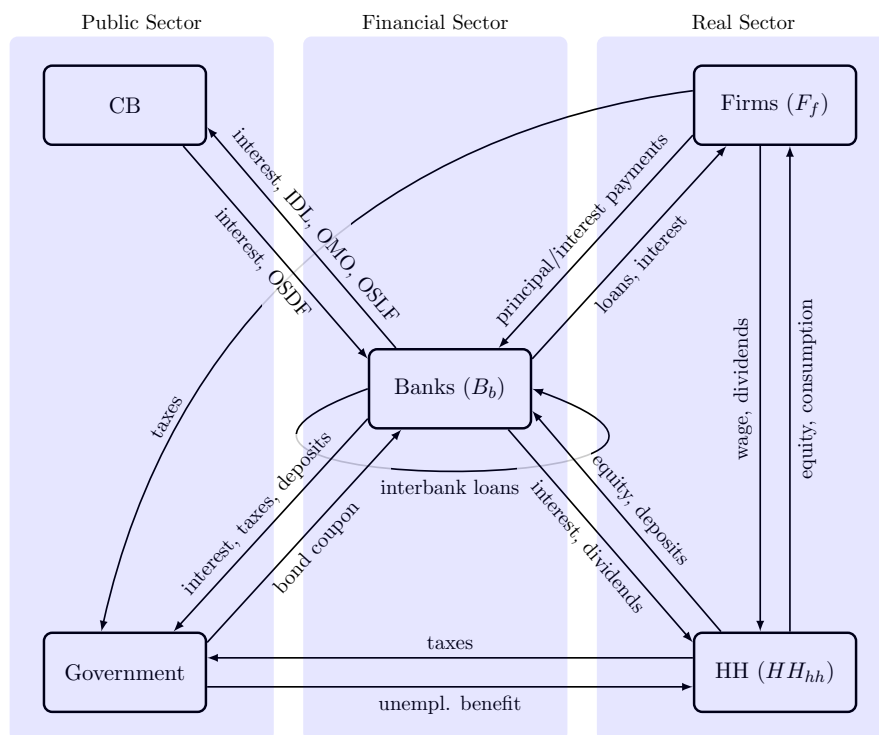 Public Sector
Financial Sector
Real Sector
CB
Firms (F_f)
interest, IDL, OMO, OSLF
interest, OSDF
principal/interest payments
loans, interest
taxes
Banks (B_b)
wage, dividends
equity, consumption
interbank loans
interest, taxes, deposits
bond coupon
equity, deposits
interest, dividends
Government
taxes
unempl. benefit
HH (HH_{hh})